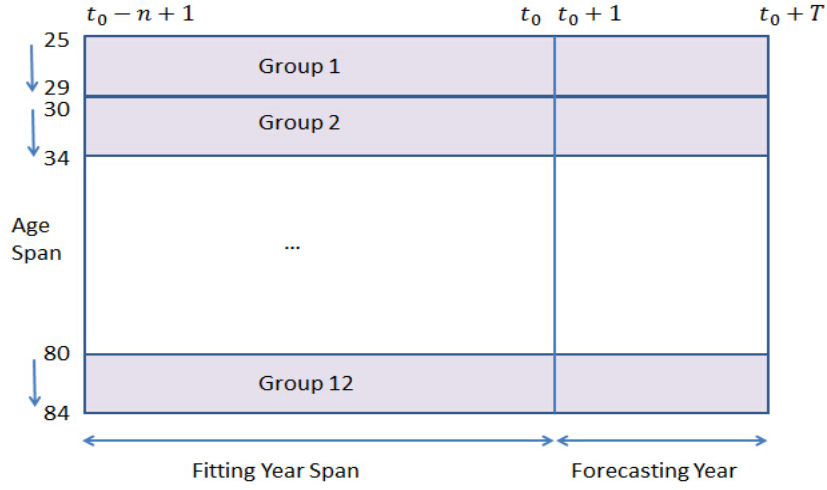 t₀ − n + 1 t₀ t₀ + 1 t₀ + T
25
Group 1
29
30
Group 2
34
Age
Span
...
80
Group 12
84
Fitting Year Span Forecasting Year